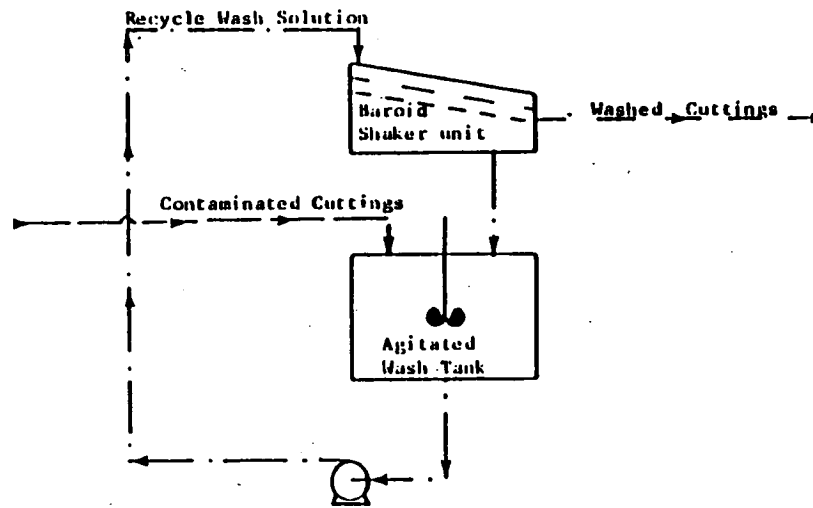 Recycle Wash Solution
Baroid
Shaker unit
Washed Cuttings
Contaminated Cuttings
Agitated
Wash Tank